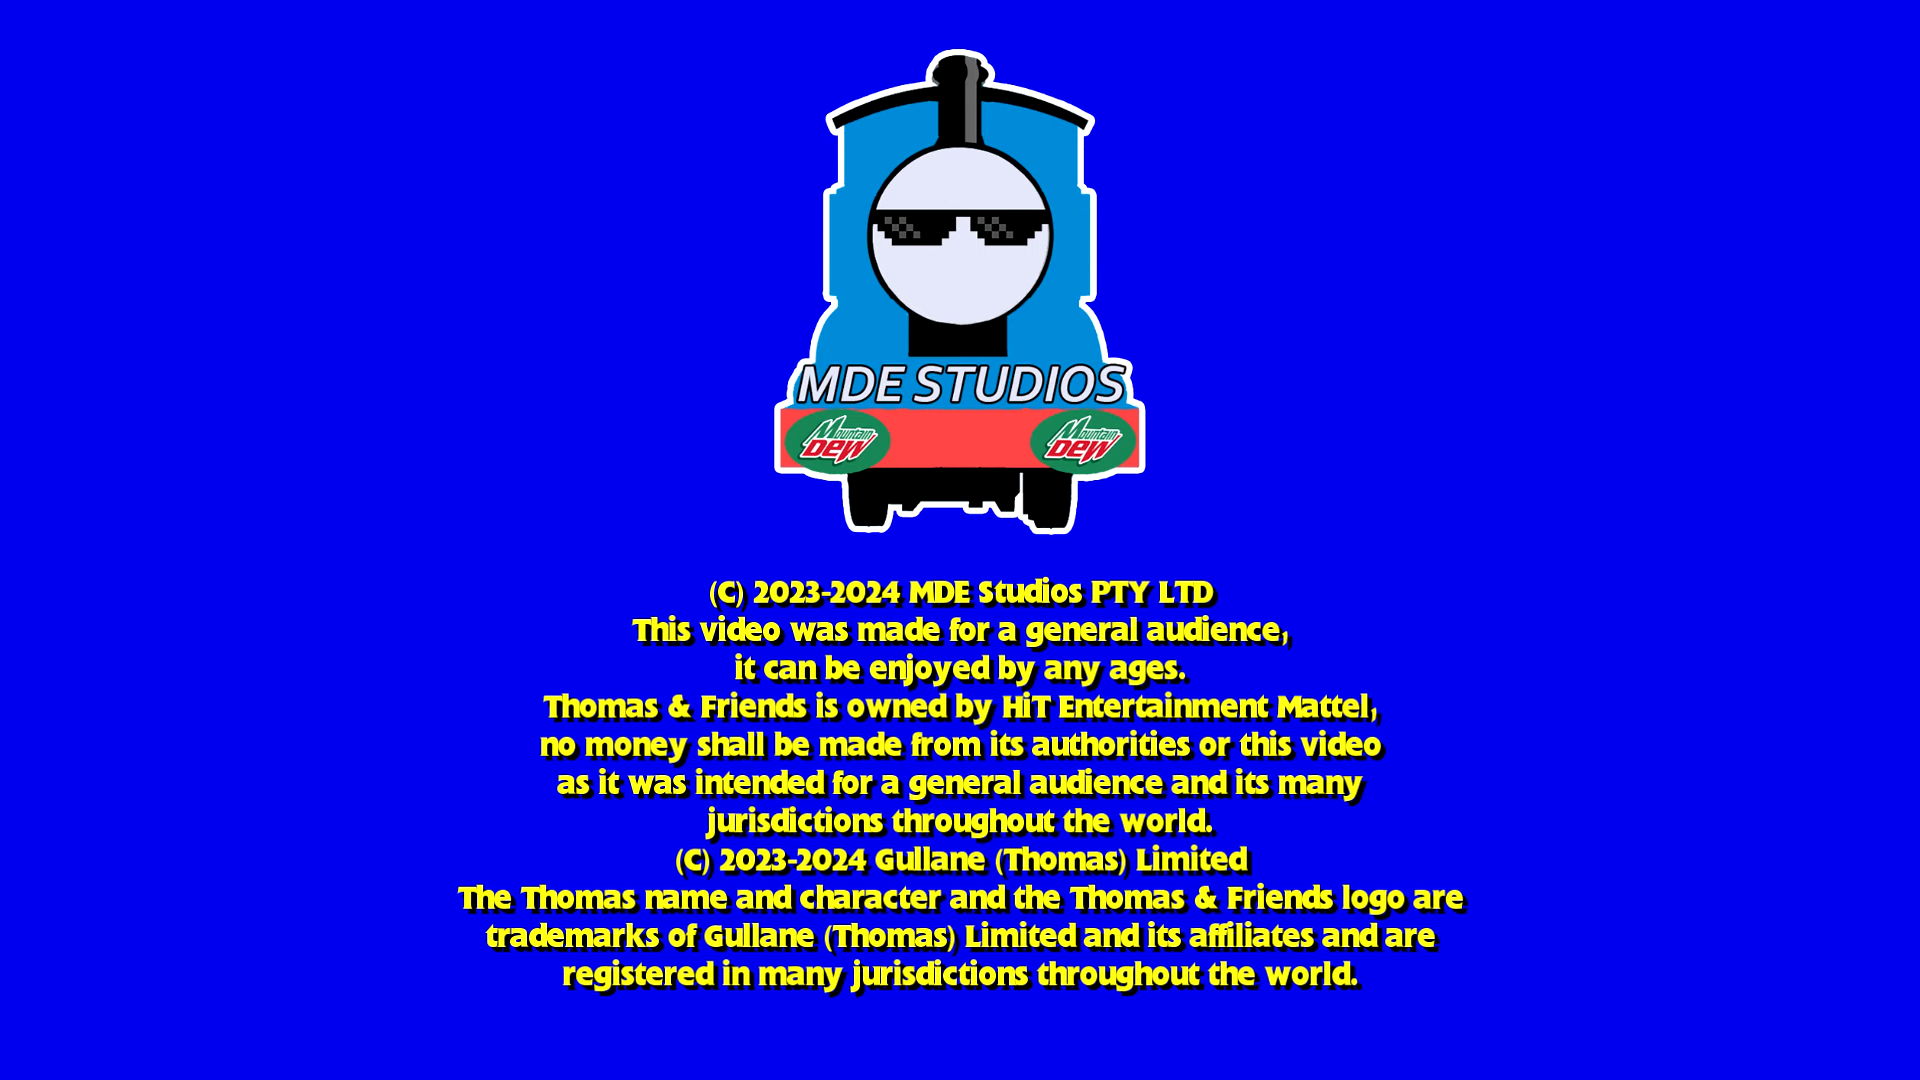 MDE STUDIOS
Mountain Dew Mountain Dew
(C) 2023-2024 MDE Studios PTY LTD
This video was made for a general audience,
it can be enjoyed by any ages.
Thomas & Friends is owned by HiT Entertainment Mattel,
no money shall be made from its authorities or this video
as it was intended for a general audience and its many
jurisdictions throughout the world.
(C) 2023-2024 Gullane (Thomas) Limited
The Thomas name and character and the Thomas & Friends logo are
trademarks of Gullane (Thomas) Limited and its affiliates and are
registered in many jurisdictions throughout the world.